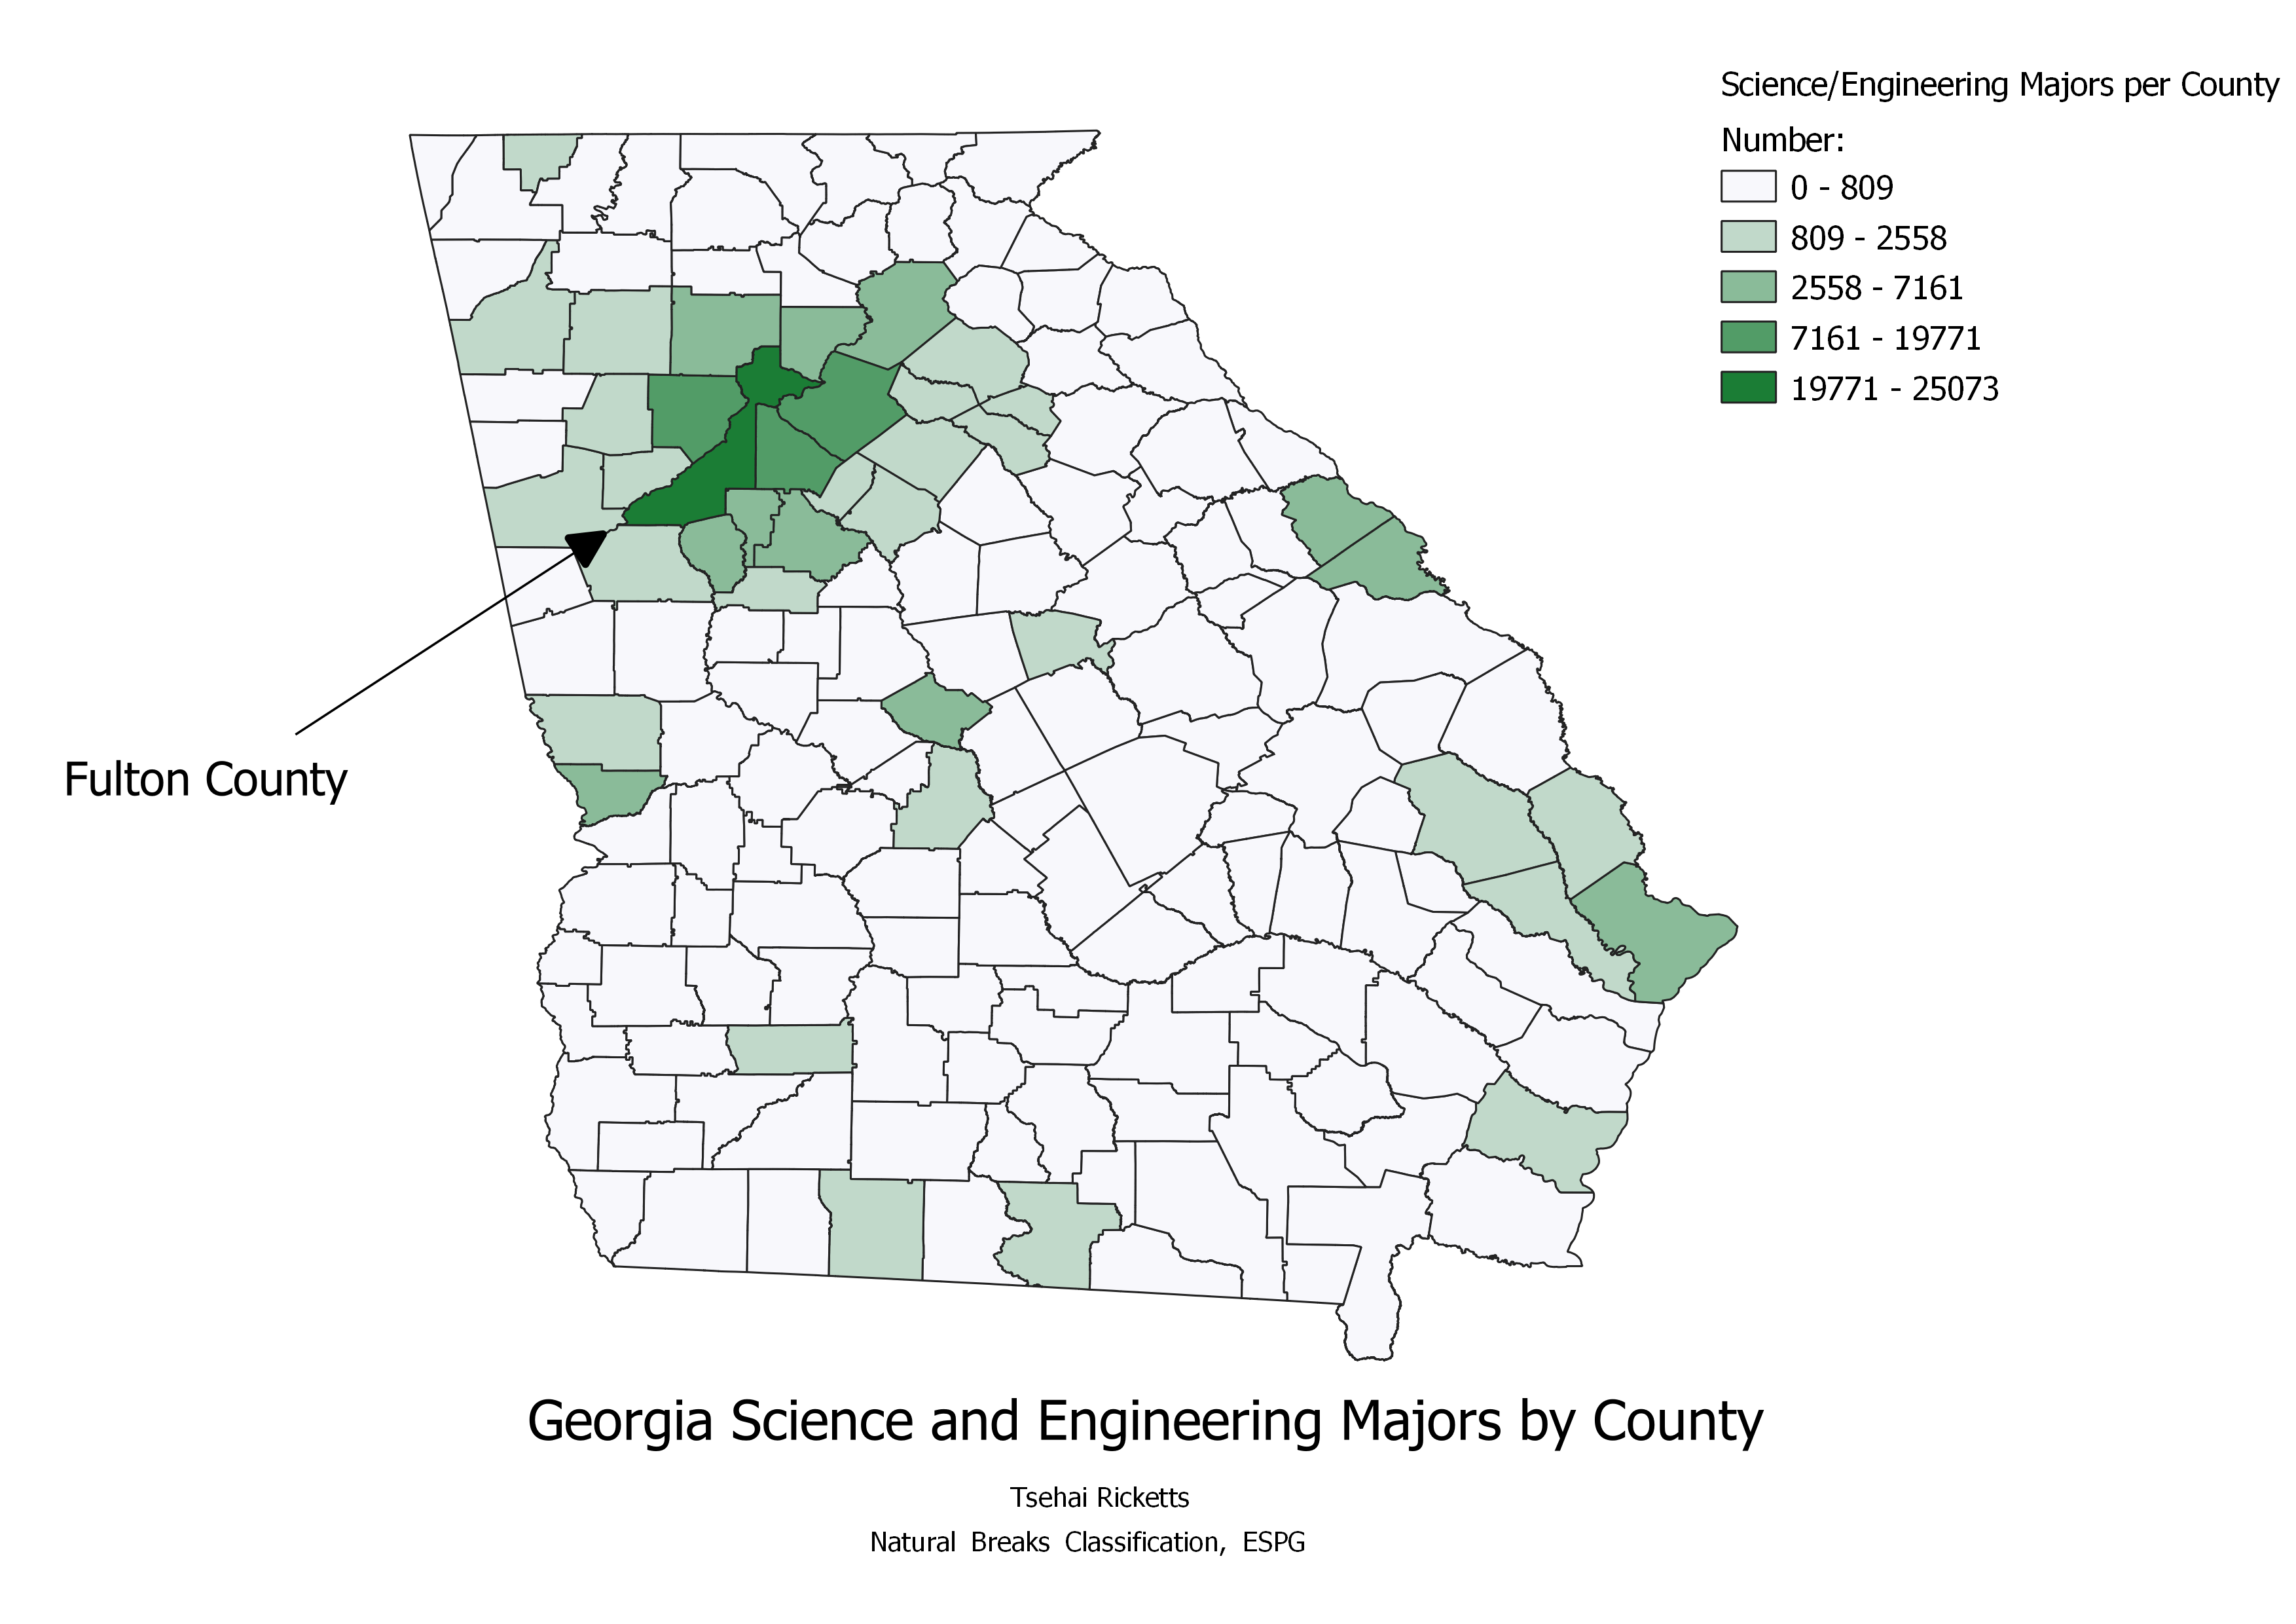 Science/Engineering Majors per County
Number:
0 - 809
809 - 2558
2558 - 7161
7161 - 19771
19771 - 25073
Fulton County
Georgia Science and Engineering Majors by County
Tsehai Ricketts
Natural Breaks Classification, ESPG